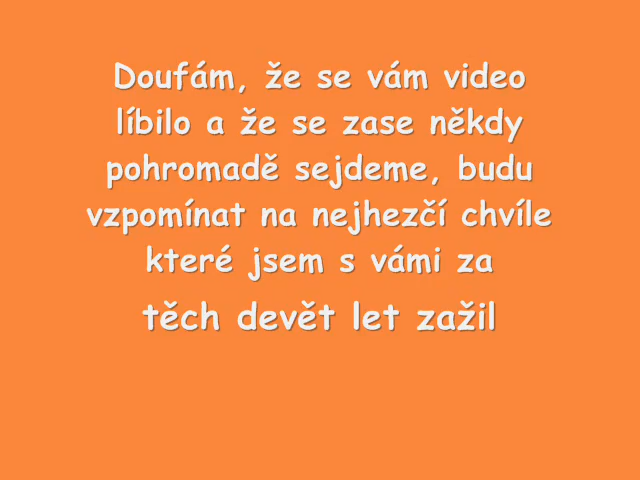 Doufám, že se vám video
líbilo a že se zase někdy
pohromadě sejdeme, budu
vzpomínat na nejhezčí chvíle
které jsem s vámi za
těch devět let zažil